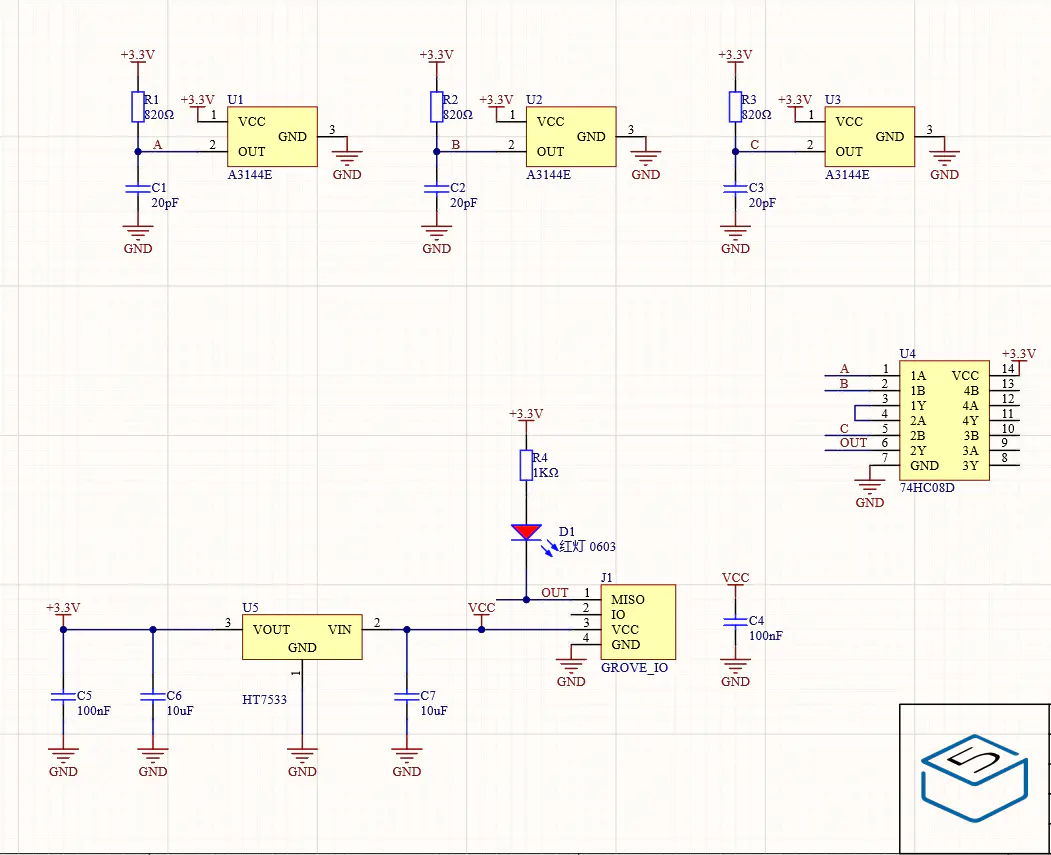 +3.3V
R1
820Ω
+3.3V
U1
1
VCC
GND
3
A
2
OUT
GND
A3144E
C1
20pF
GND
+3.3V
R2
820Ω
+3.3V
U2
1
VCC
GND
3
B
2
OUT
GND
A3144E
C2
20pF
GND
+3.3V
R3
820Ω
+3.3V
U3
1
VCC
GND
3
C
2
OUT
GND
A3144E
C3
20pF
GND
U4
+3.3V
A 1 1A VCC 14
B 2 1B 4B 13
3 1Y 4A 12
4 2A 4Y 11
C 5 2B 3B 10
OUT 6 2Y 3A 9
7 GND 3Y 8
GND
74HC08D
+3.3V
R4
1KΩ
D1
红灯 0603
J1
OUT 1 MISO
2 IO
3 VCC
4 GND
GND
GROVE_IO
VCC
C4
100nF
GND
+3.3V
U5
3 VOUT VIN 2
GND
1
HT7533
VCC
C5
100nF
GND
C6
10uF
GND
GND
C7
10uF
GND
5